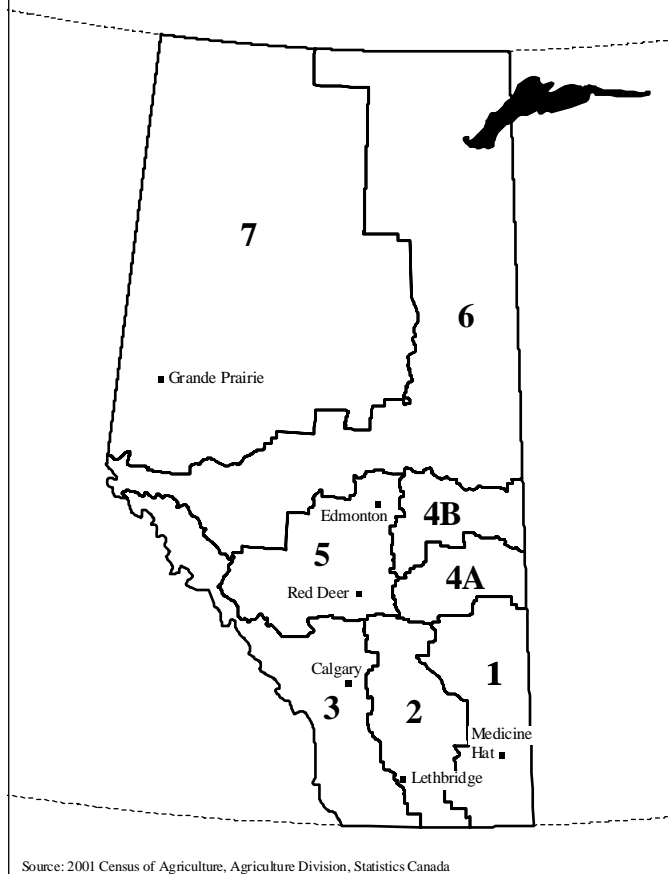 7
6
Grande Prairie
Edmonton
4B
5
4A
Red Deer
Calgary
1
3
2
Medicine
Hat
Lethbridge
Source: 2001 Census of Agriculture, Agriculture Division, Statistics Canada